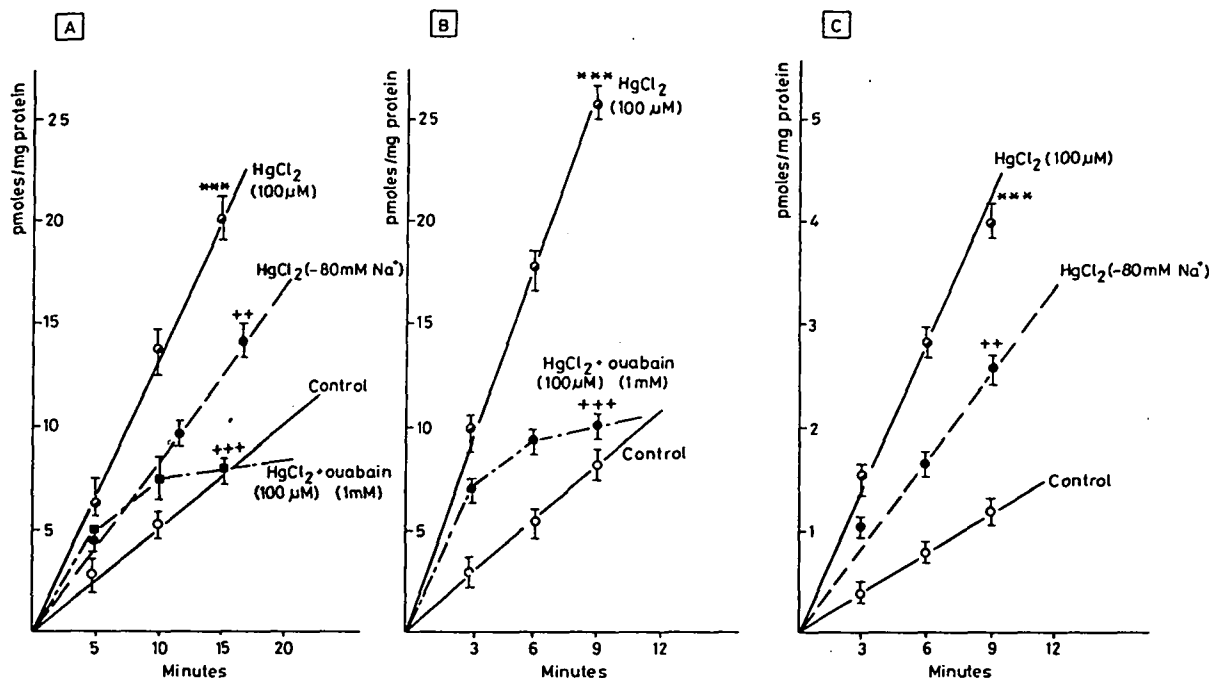 A
pmoles/mg protein
25
20
15
10
5
***
HgCl₂
(100µM)
HgCl₂(-80mM Na⁺)
++
Control
+++
HgCl₂+ouabain
(100µM) (1mM)
5 10 15 20
Minutes
B
pmoles/mg protein
25
20
15
10
5
***
HgCl₂
(100µM)
HgCl₂+ouabain
(100µM) (1mM)
+++
Control
3 6 9 12
Minutes
C
pmoles/mg protein
5
4
3
2
1
HgCl₂(100µM)
***
HgCl₂(-80mM Na⁺)
++
Control
3 6 9 12
Minutes